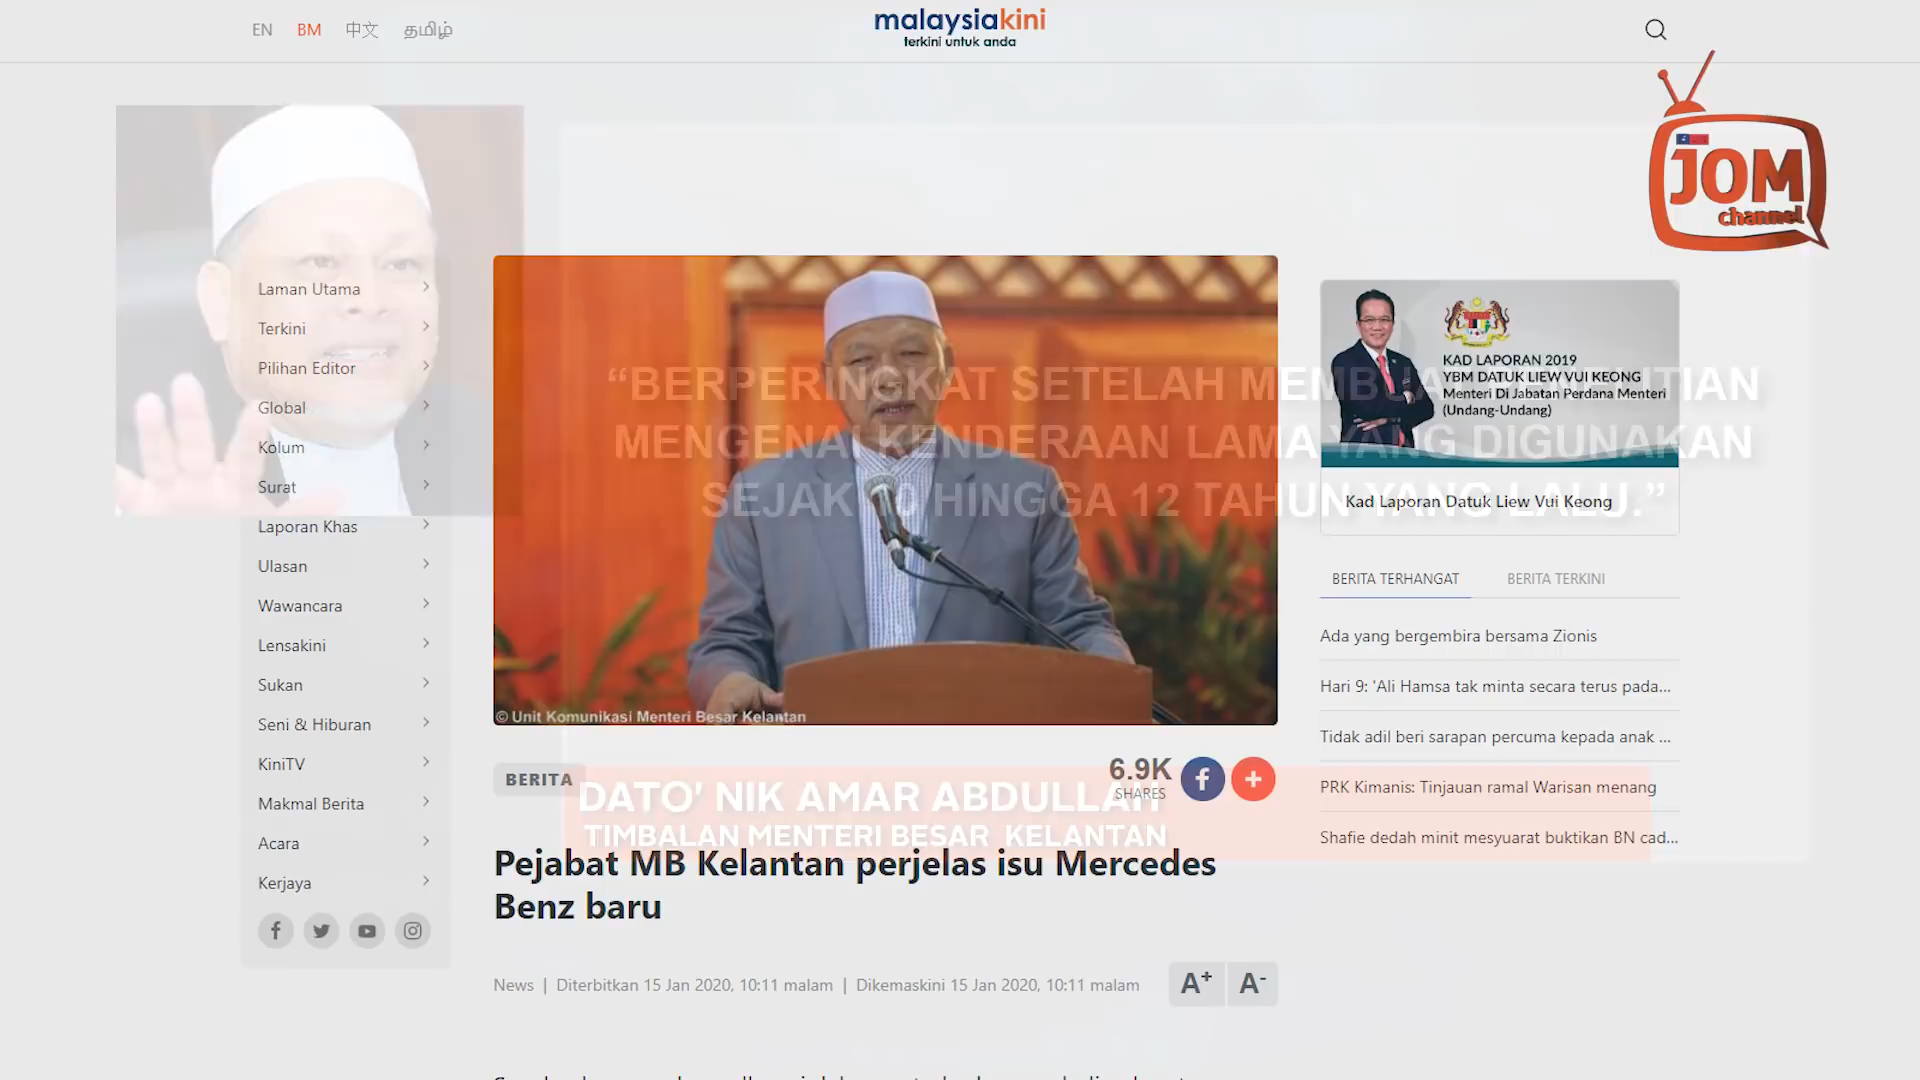 EN BM 中文 தமிழ்
malaysiakini
terkini untuk anda
JOM
channel
Laman Utama
Terkini
Pilihan Editor
Global
Kolum
Surat
Laporan Khas
Ulasan
Wawancara
Lensakini
Sukan
Seni & Hiburan
KiniTV
Makmal Berita
Acara
Kerjaya
“BERPERINGKAT SETELAH MEMBUAT PENELITIAN
MENGENAI KENDERAAN LAMA YANG DIGUNAKAN
SEJAK 10 HINGGA 12 TAHUN YANG LALU.”
© Unit Komunikasi Menteri Besar Kelantan
BERITA
6.9K
SHARES
DATO' NIK AMAR ABDULLAH
TIMBALAN MENTERI BESAR KELANTAN
Pejabat MB Kelantan perjelas isu Mercedes
Benz baru
News | Diterbitkan 15 Jan 2020, 10:11 malam | Dikemaskini 15 Jan 2020, 10:11 malam
A+ A-
KAD LAPORAN 2019
YBM DATUK LIEW VUI KEONG
Menteri Di Jabatan Perdana Menteri
(Undang-Undang)
Kad Laporan Datuk Liew Vui Keong
BERITA TERHANGAT BERITA TERKINI
Ada yang bergembira bersama Zionis
Hari 9: 'Ali Hamsa tak minta secara terus pada...
Tidak adil beri sarapan percuma kepada anak ...
PRK Kimanis: Tinjauan ramal Warisan menang
Shafie dedah minit mesyuarat buktikan BN cad...